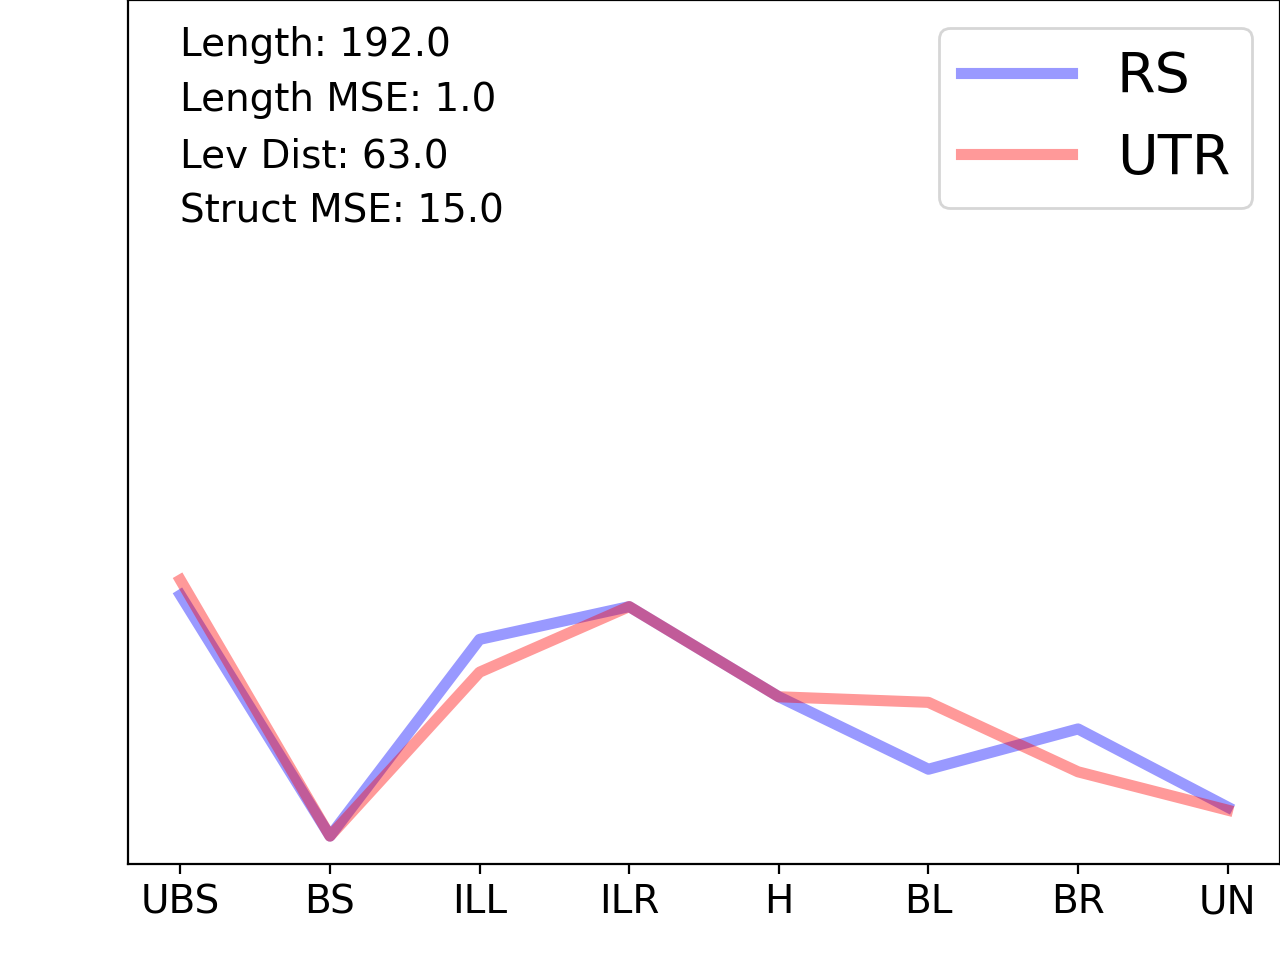 Length: 192.0
Length MSE: 1.0
Lev Dist: 63.0
Struct MSE: 15.0
RS
UTR
UBS BS ILL ILR H BL BR UN